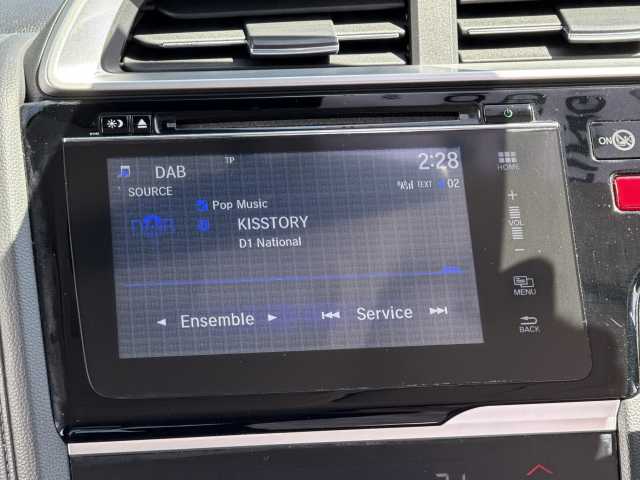 DAB
TP
2:28
SOURCE
TEXT
02
Pop Music
KISSTORY
D1 National
Ensemble
Service
HOME
+
VOL
−
MENU
BACK
ON